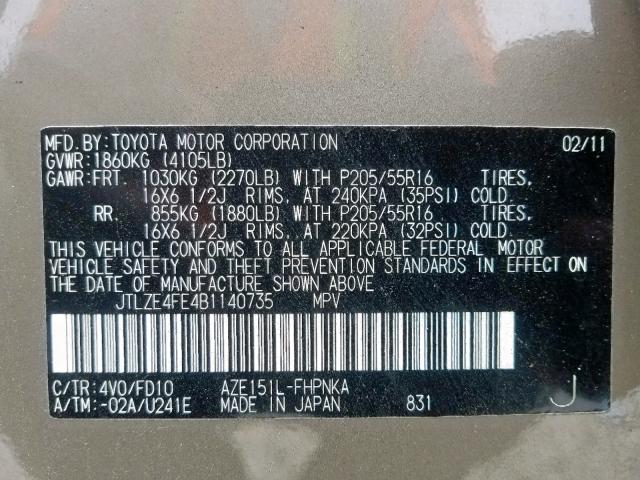 MFD.BY:TOYOTA MOTOR CORPORATION 02/11
GVWR:1860KG (4105LB)
GAWR:FRT. 1030KG (2270LB) WITH P205/55R16 TIRES,
16X6 1/2J RIMS, AT 240KPA (35PSI) COLD
RR. 855KG (1880LB) WITH P205/55R16 TIRES,
16X6 1/2J RIMS, AT 220KPA (32PSI) COLD.
THIS VEHICLE CONFORMS TO ALL APPLICABLE FEDERAL MOTOR
VEHICLE SAFETY AND THEFT PREVENTION STANDARDS IN EFFECT ON
THE DATE OF MANUFACTURE SHOWN ABOVE
JTLZE4FE4B1140735 MPV
C/TR:4V0/FD10 AZE151L-FHPNKA
A/TM:-02A/U241E MADE IN JAPAN 831 J